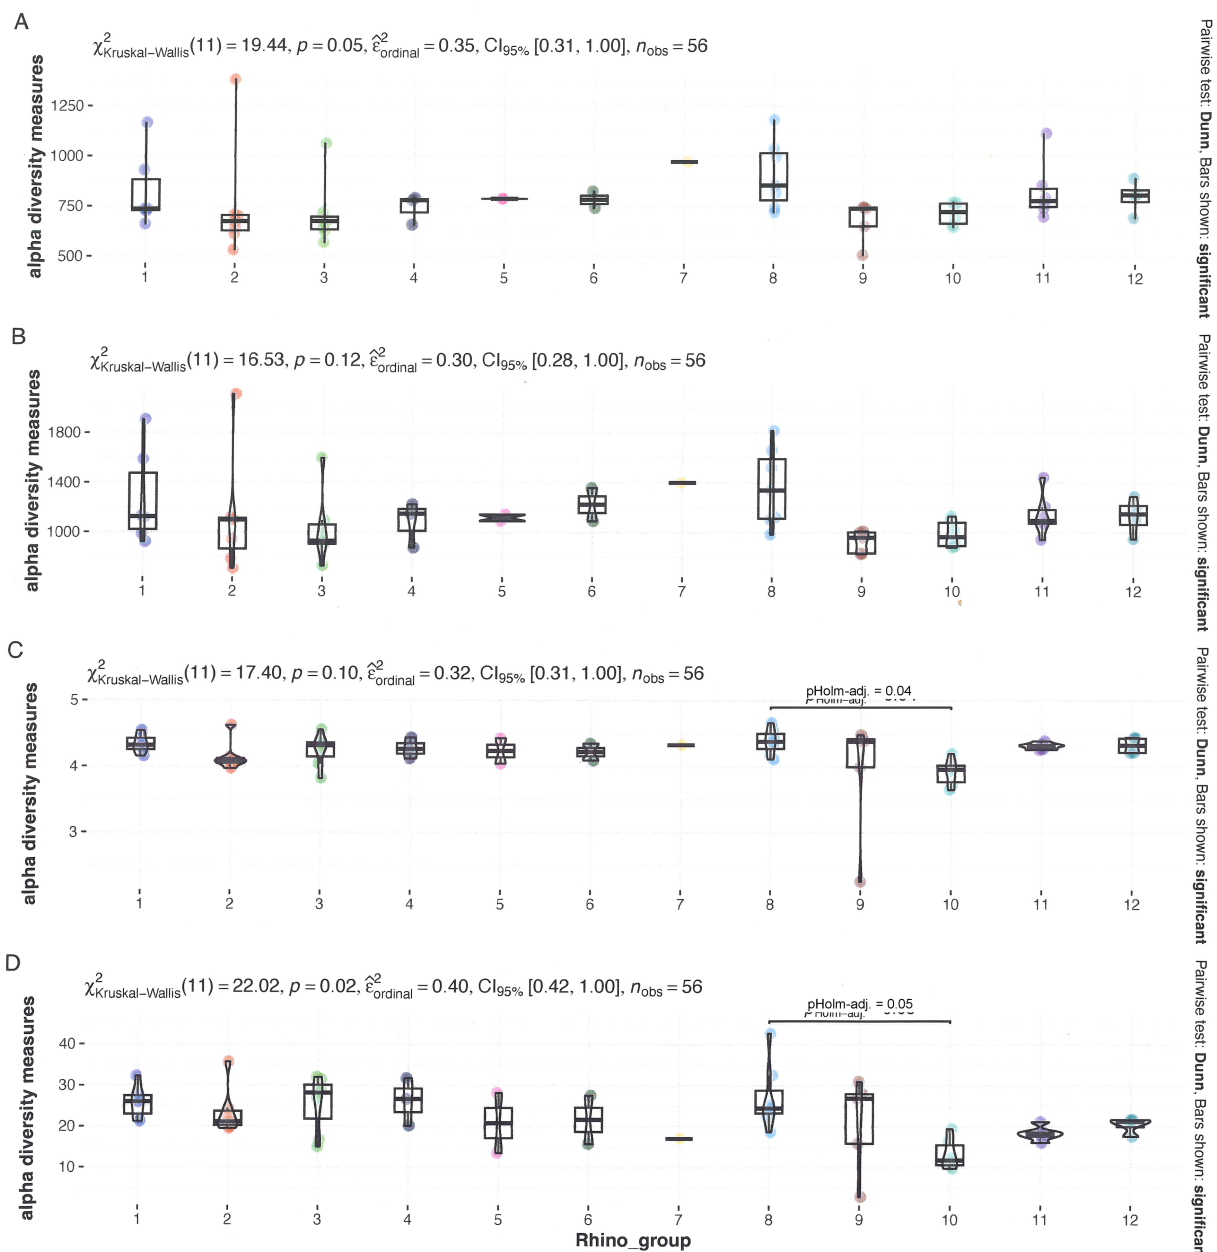 A
χ²Kruskal−Wallis(11) = 19.44, p = 0.05, ε̂²ordinal = 0.35, CI95% [0.31, 1.00], nobs = 56
alpha diversity measures
1250
1000
750
500
1 2 3 4 5 6 7 8 9 10 11 12
Pairwise test: Dunn, Bars shown: significant
B
χ²Kruskal−Wallis(11) = 16.53, p = 0.12, ε̂²ordinal = 0.30, CI95% [0.28, 1.00], nobs = 56
alpha diversity measures
1800
1400
1000
1 2 3 4 5 6 7 8 9 10 11 12
Pairwise test: Dunn, Bars shown: significant
C
χ²Kruskal−Wallis(11) = 17.40, p = 0.10, ε̂²ordinal = 0.32, CI95% [0.31, 1.00], nobs = 56
alpha diversity measures
pHolm-adj. = 0.04
5
4
3
1 2 3 4 5 6 7 8 9 10 11 12
Pairwise test: Dunn, Bars shown: significant
D
χ²Kruskal−Wallis(11) = 22.02, p = 0.02, ε̂²ordinal = 0.40, CI95% [0.42, 1.00], nobs = 56
alpha diversity measures
pHolm-adj. = 0.05
40
30
20
10
1 2 3 4 5 6 7 8 9 10 11 12
Rhino_group
Pairwise test: Dunn, Bars shown: significan